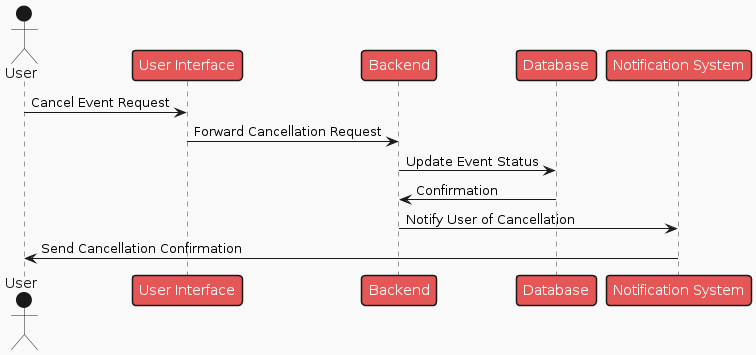 User
User Interface
Backend
Database
Notification System
Cancel Event Request
Forward Cancellation Request
Update Event Status
Confirmation
Notify User of Cancellation
Send Cancellation Confirmation
User
User Interface
Backend
Database
Notification System